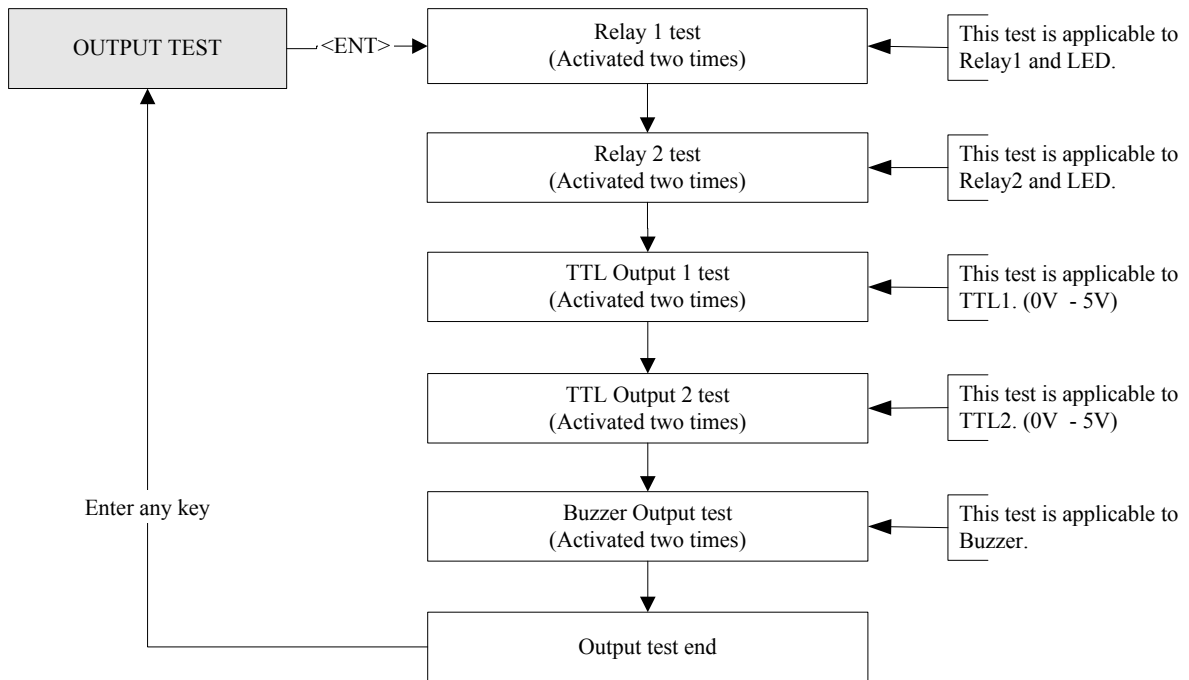 OUTPUT TEST
<ENT>
Relay 1 test
(Activated two times)
This test is applicable to
Relay1 and LED.
Relay 2 test
(Activated two times)
This test is applicable to
Relay2 and LED.
TTL Output 1 test
(Activated two times)
This test is applicable to
TTL1. (0V - 5V)
TTL Output 2 test
(Activated two times)
This test is applicable to
TTL2. (0V - 5V)
Enter any key
Buzzer Output test
(Activated two times)
This test is applicable to
Buzzer.
Output test end